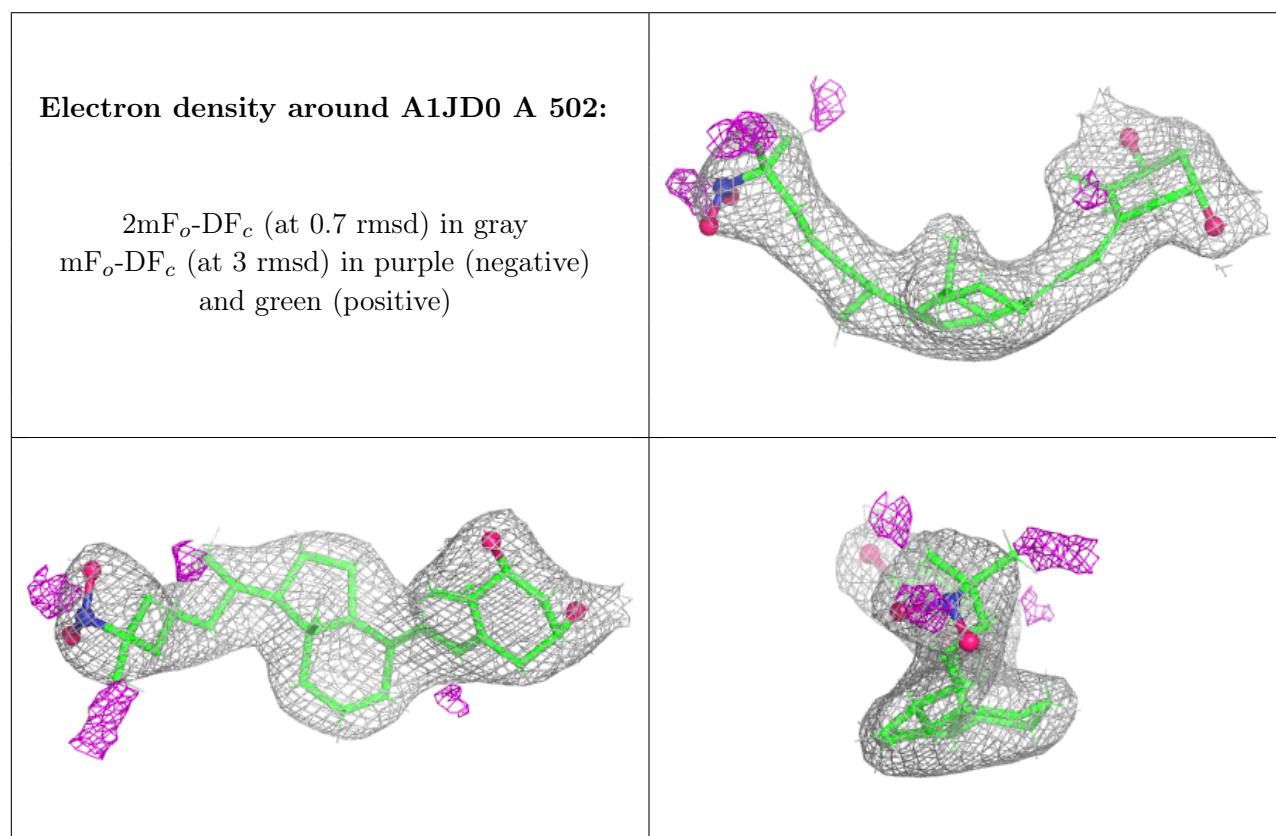 Electron density around A1JD0 A 502:
2mFₒ-DF𝒸 (at 0.7 rmsd) in gray
mFₒ-DF𝒸 (at 3 rmsd) in purple (negative)
and green (positive)